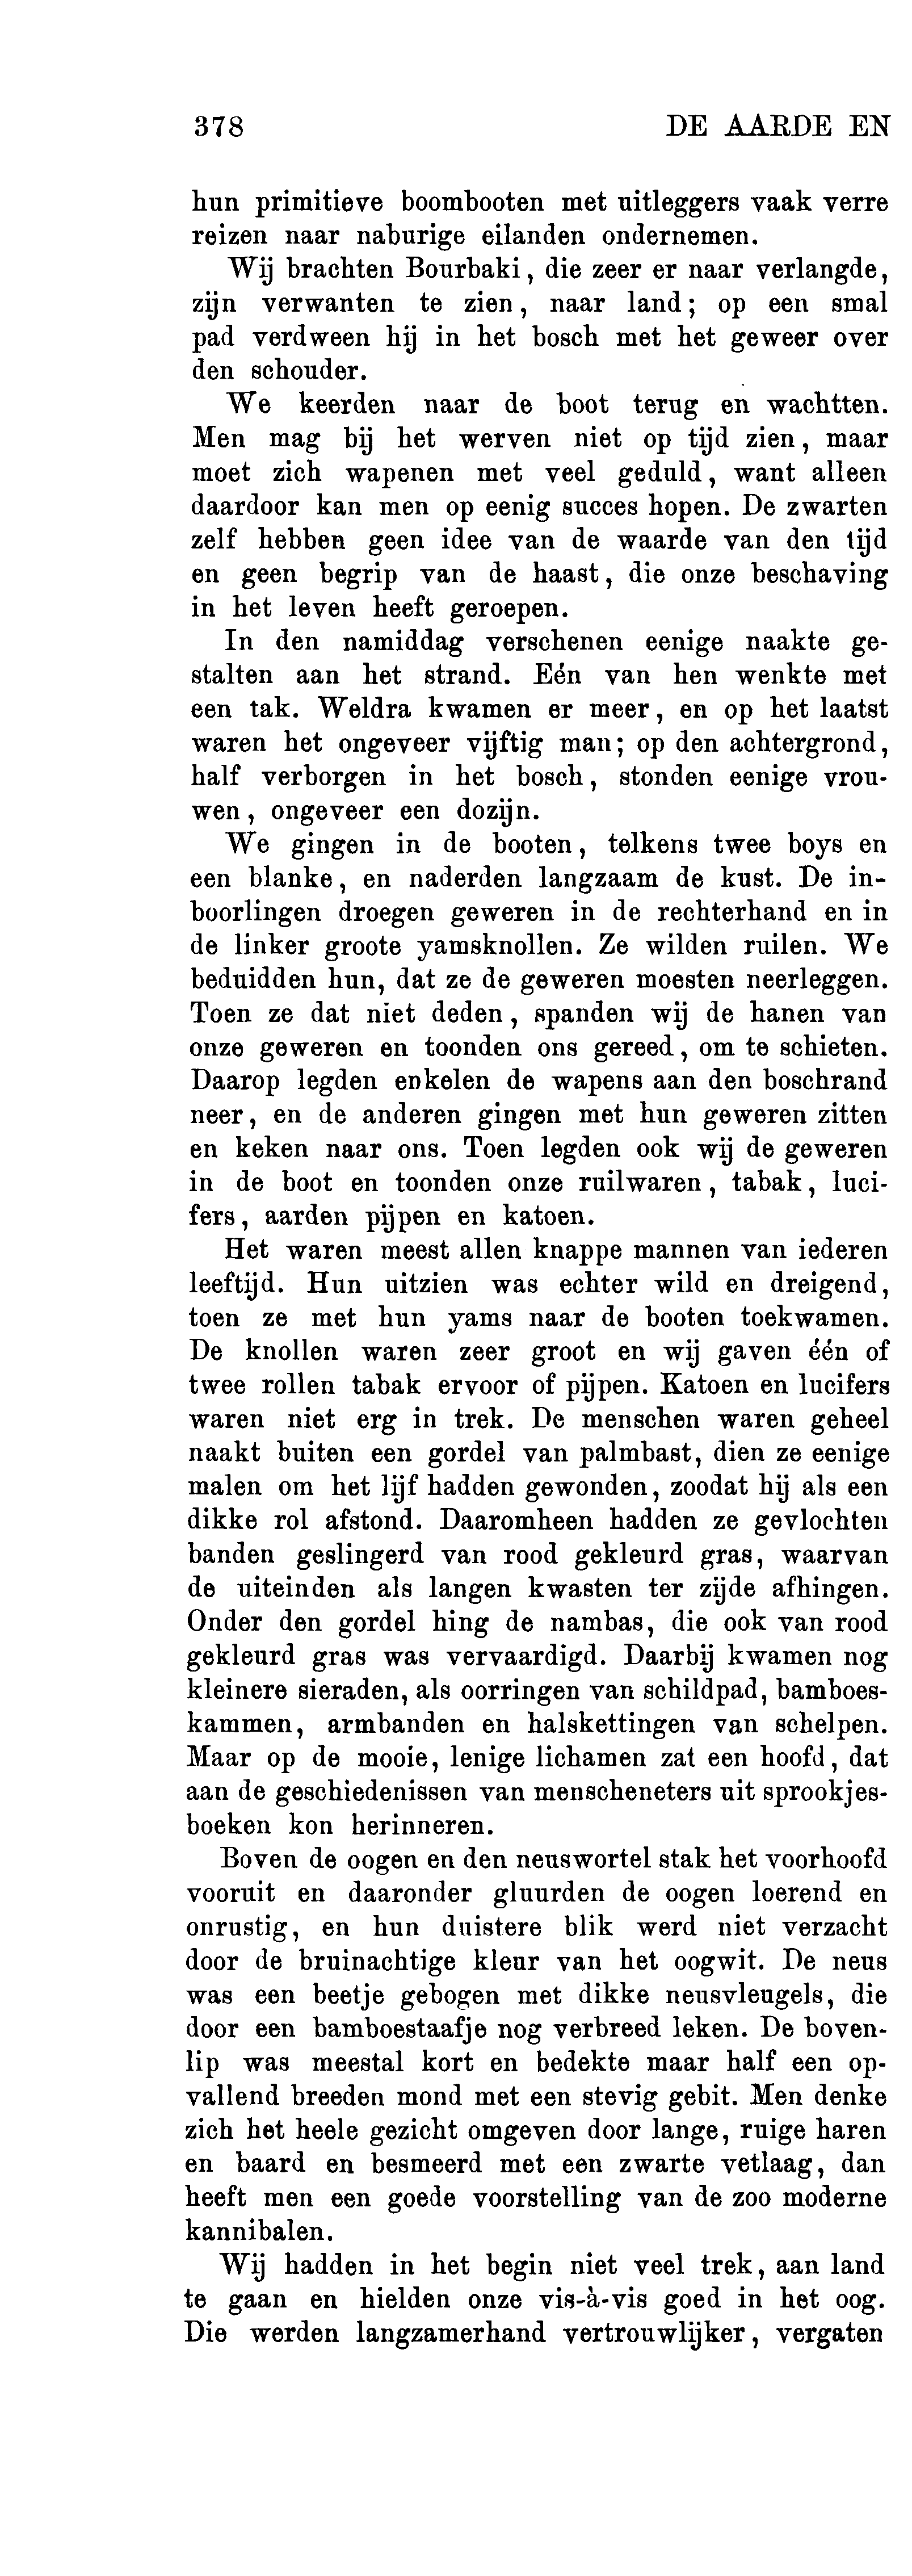 378 DE AARDE EN
hun primitieve boombooten met uitleggers vaak verre
reizen naar naburige eilanden ondernemen.
Wij brachten Bourbaki, die zeer er naar verlangde,
zijn verwanten te zien, naar land; op een smal
pad verdween hij in het bosch met het geweer over
den schouder.
We keerden naar de boot terug en wachtten.
Men mag bij het werven niet op tijd zien, maar
moet zich wapenen met veel geduld, want alleen
daardoor kan men op eenig succes hopen. De zwarten
zelf hebben geen idee van de waarde van den tijd
en geen begrip van de haast, die onze beschaving
in het leven heeft geroepen.
In den namiddag verschenen eenige naakte ge-
stalten aan het strand. Eén van hen wenkte met
een tak. Weldra kwamen er meer, en op het laatst
waren het ongeveer vijftig man; op den achtergrond,
half verborgen in het bosch, stonden eenige vrou-
wen, ongeveer een dozijn.
We gingen in de booten, telkens twee boys en
een blanke, en naderden langzaam de kust. De in-
boorlingen droegen geweren in de rechterhand en in
de linker groote yamsknollen. Ze wilden ruilen. We
beduidden hun, dat ze de geweren moesten neerleggen.
Toen ze dat niet deden, spanden wij de hanen van
onze geweren en toonden ons gereed, om te schieten.
Daarop legden enkelen de wapens aan den boschrand
neer, en de anderen gingen met hun geweren zitten
en keken naar ons. Toen legden ook wij de geweren
in de boot en toonden onze ruilwaren, tabak, luci-
fers, aarden pijpen en katoen.
Het waren meest allen knappe mannen van iederen
leeftijd. Hun uitzien was echter wild en dreigend,
toen ze met hun yams naar de booten toekwamen.
De knollen waren zeer groot en wij gaven één of
twee rollen tabak ervoor of pijpen. Katoen en lucifers
waren niet erg in trek. De menschen waren geheel
naakt buiten een gordel van palmbast, dien ze eenige
malen om het lijf hadden gewonden, zoodat hij als een
dikke rol afstond. Daaromheen hadden ze gevlochten
banden geslingerd van rood gekleurd gras, waarvan
de uiteinden als langen kwasten ter zijde afhingen.
Onder den gordel hing de nambas, die ook van rood
gekleurd gras was vervaardigd. Daarbij kwamen nog
kleinere sieraden, als oorringen van schildpad, bamboes-
kammen, armbanden en halskettingen van schelpen.
Maar op de mooie, lenige lichamen zat een hoofd, dat
aan de geschiedenissen van menscheneters uit sprookjes-
boeken kon herinneren.
Boven de oogen en den neuswortel stak het voorhoofd
vooruit en daaronder gluurden de oogen loerend en
onrustig, en hun duistere blik werd niet verzacht
door de bruinachtige kleur van het oogwit. De neus
was een beetje gebogen met dikke neusvleugels, die
door een bamboestaafje nog verbreed leken. De boven-
lip was meestal kort en bedekte maar half een op-
vallend breeden mond met een stevig gebit. Men denke
zich het heele gezicht omgeven door lange, ruige haren
en baard en besmeerd met een zwarte vetlaag, dan
heeft men een goede voorstelling van de zoo moderne
kannibalen.
Wij hadden in het begin niet veel trek, aan land
te gaan en hielden onze vis-à-vis goed in het oog.
Die werden langzamerhand vertrouwlijker, vergaten